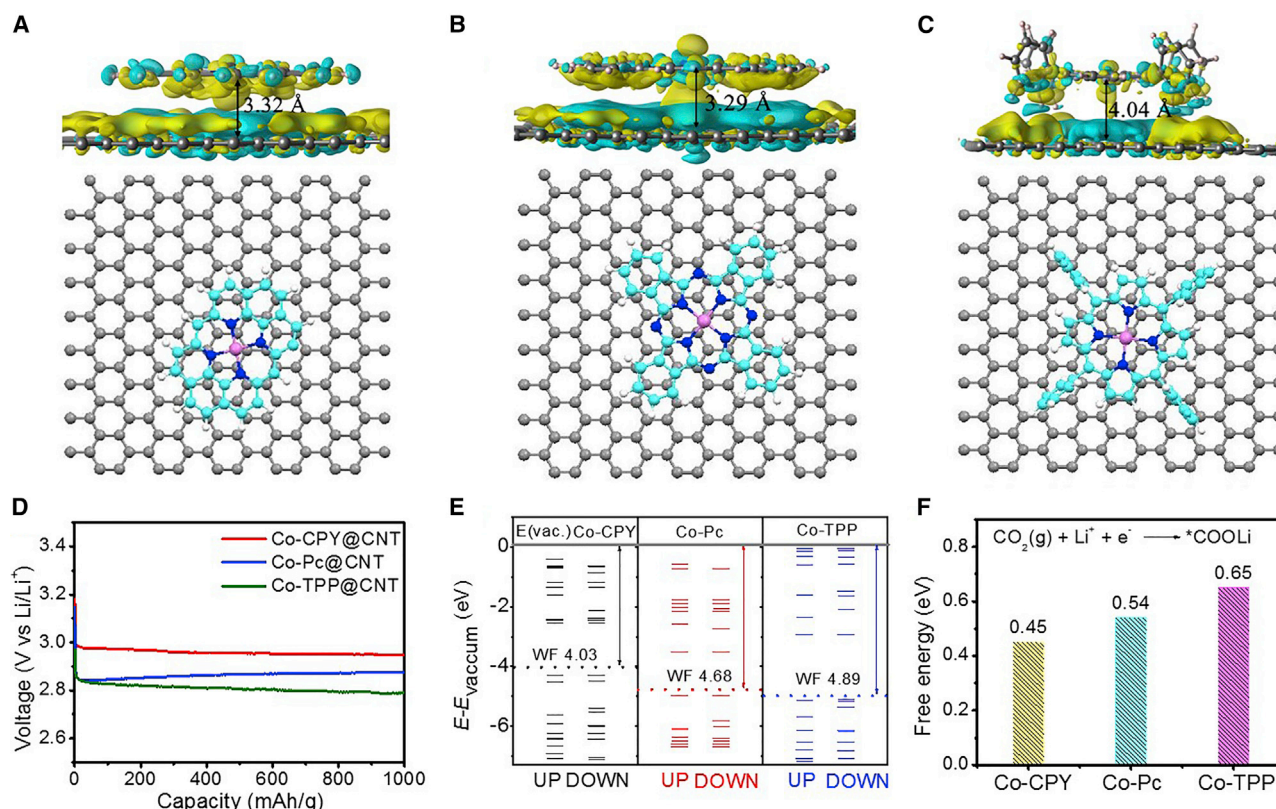 A
B
C
3.32 Å
3.29 Å
4.04 Å
D
Co-CPY@CNT
Co-Pc@CNT
Co-TPP@CNT
Voltage (V vs Li/Li⁺)
3.4
3.2
3.0
2.8
2.6
0 200 400 600 800 1000
Capacity (mAh/g)
E
E(vac.) Co-CPY Co-Pc Co-TPP
E-E_vaccum (eV)
0
-2
-4
-6
WF 4.03
WF 4.68
WF 4.89
UP DOWN UP DOWN UP DOWN
F
CO₂(g) + Li⁺ + e⁻ ⟶ *COOLi
Free energy (eV)
0.8
0.6
0.4
0.2
0.0
0.45
0.54
0.65
Co-CPY Co-Pc Co-TPP